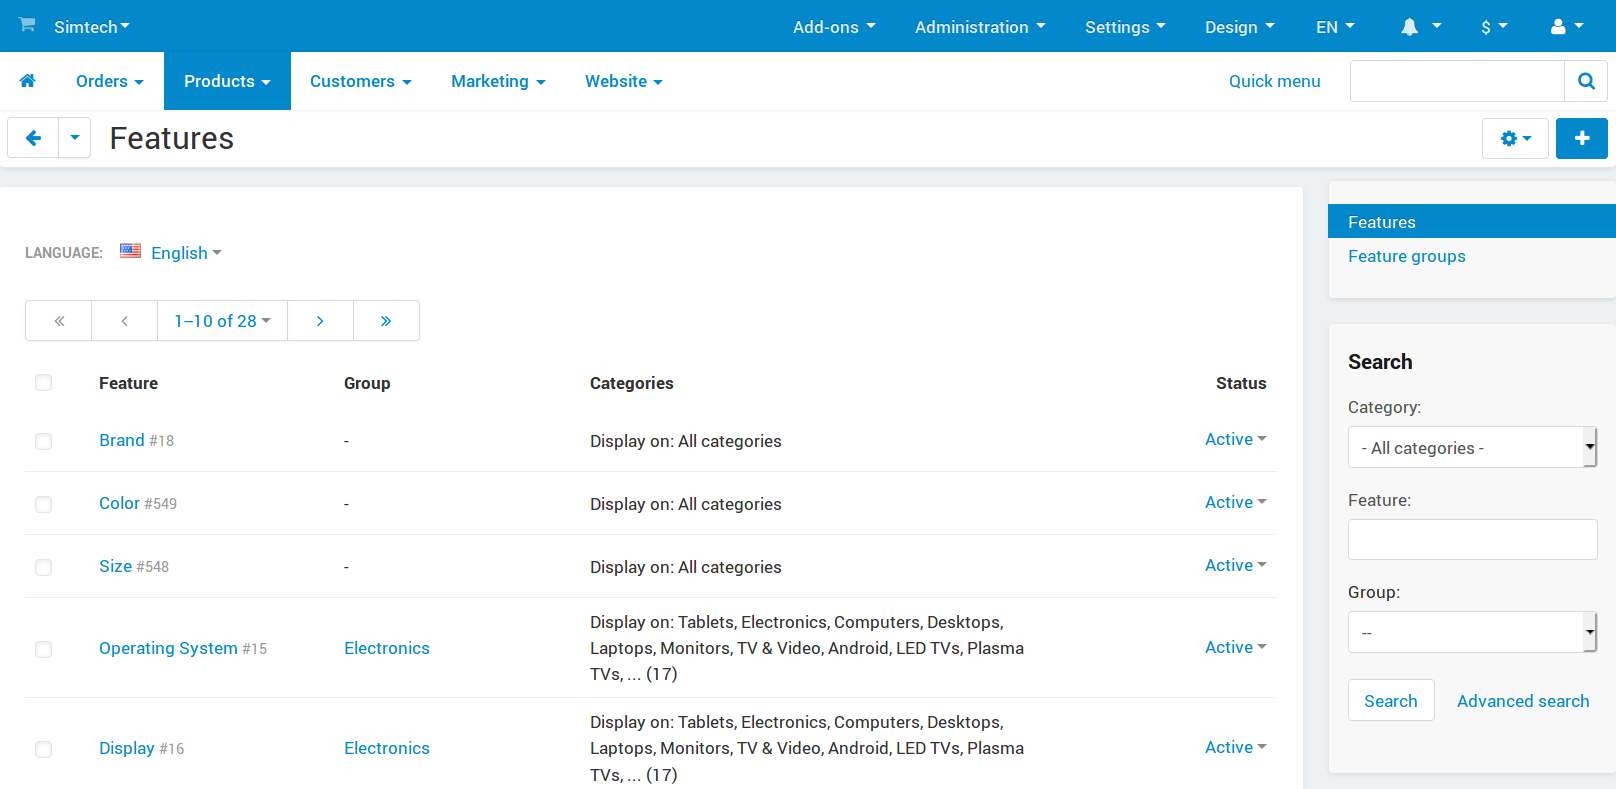 Simtech Add-ons Administration Settings Design EN $
Orders Products Customers Marketing Website Quick menu
Features
LANGUAGE: English
« ‹ 1–10 of 28 › »
Feature Group Categories Status
Brand #18 - Display on: All categories Active
Color #549 - Display on: All categories Active
Size #548 - Display on: All categories Active
Operating System #15 Electronics Display on: Tablets, Electronics, Computers, Desktops,
Laptops, Monitors, TV & Video, Android, LED TVs, Plasma
TVs, ... (17) Active
Display #16 Electronics Display on: Tablets, Electronics, Computers, Desktops,
Laptops, Monitors, TV & Video, Android, LED TVs, Plasma
TVs, ... (17) Active
Features
Feature groups
Search
Category:
- All categories -
Feature:
Group:
--
Search Advanced search